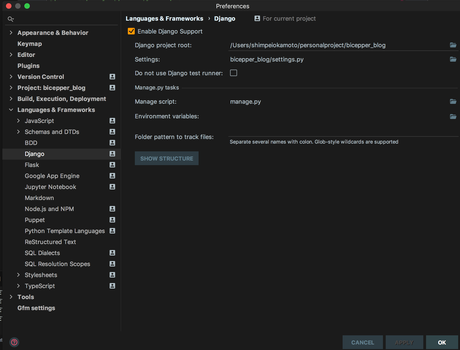 Preferences
Languages & Frameworks › Django For current project
Appearance & Behavior
Keymap
Editor
Plugins
Version Control
Project: bicepper_blog
Build, Execution, Deployment
Languages & Frameworks
JavaScript
Schemas and DTDs
BDD
Django
Flask
Google App Engine
Jupyter Notebook
Markdown
Node.js and NPM
Puppet
Python Template Languages
ReStructured Text
SQL Dialects
SQL Resolution Scopes
Stylesheets
TypeScript
Tools
Gfm settings
Enable Django Support
Django project root: /Users/shimpeiokamoto/personalproject/bicepper_blog
Settings: bicepper_blog/settings.py
Do not use Django test runner:
Manage.py tasks
Manage script: manage.py
Environment variables:
Folder pattern to track files:
Separate several names with colon. Glob-style wildcards are supported
SHOW STRUCTURE
CANCEL
OK